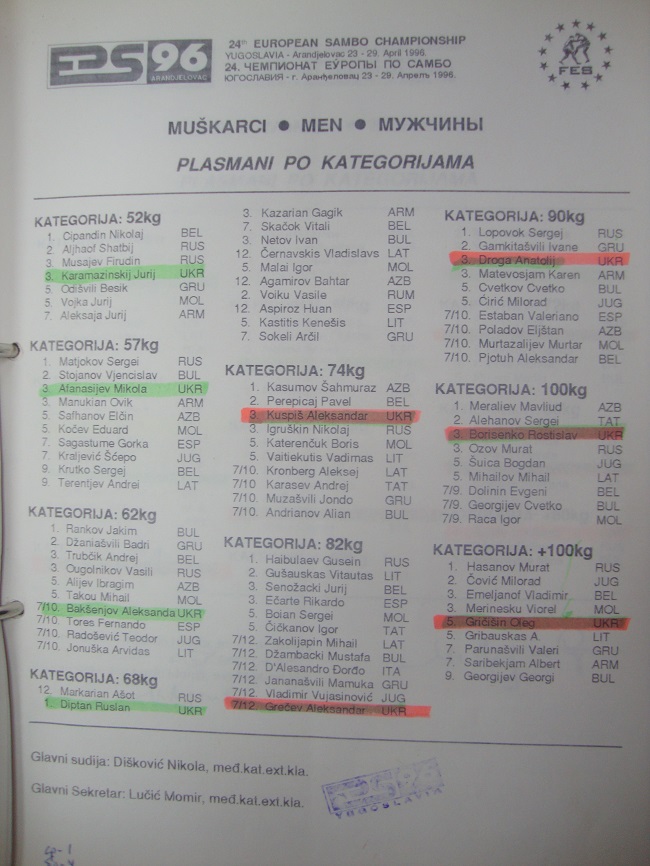 EPS 96
ARANDJELOVAC
24th EUROPEAN SAMBO CHAMPIONSHIP
YUGOSLAVIA - Arandjelovac 23 - 29. April 1996.
24. ЧЕМПИОНАТ ЕУРОПЫ ПО САМБО
ЮГОСЛАВИЯ - г. Аранђеловац 23 - 29. Апрель 1996.
FES
MUŠKARCI ● MEN ● МУЖЧИНЫ
PLASMANI PO KATEGORIJAMA
KATEGORIJA: 52kg
1. Cipandin Nikolaj BEL
2. Aljhaof Shatbij RUS
3. Musajev Firudin RUS
3. Karamazinskij Jurij UKR
5. Odišvili Besik GRU
5. Vojka Jurij MOL
7. Aleksaja Jurij ARM
KATEGORIJA: 57kg
1. Matjokov Sergei RUS
2. Stojanov Vjencislav BUL
3. Afanasijev Mikola UKR
3. Manukian Ovik ARM
5. Safhanov Elčin AZB
5. Kočev Eduard MOL
7. Sagastume Gorka ESP
7. Kraljević Šćepo JUG
9. Krutko Sergej BEL
9. Terentjev Andrei LAT
KATEGORIJA: 62kg
1. Rankov Jakim BUL
2. Džaniašvili Badri GRU
3. Trubčik Andrej BEL
3. Ougolnikov Vasili RUS
5. Alijev Ibragim AZB
5. Takou Mihail MOL
7/10. Bakšenjov Aleksanda UKR
7/10. Tores Fernando ESP
7/10. Radošević Teodor JUG
7/10. Jonuška Arvidas LIT
KATEGORIJA: 68kg
12. Markarian Ašot RUS
1. Diptan Ruslan UKR
3. Kazarian Gagik ARM
7. Skačok Vitali BEL
3. Netov Ivan BUL
12. Černavskis Vladislavs LAT
5. Malai Igor MOL
12. Agamirov Bahtar AZB
2. Voiku Vasile RUM
12. Aspiroz Huan ESP
5. Kastitis Kenešis LIT
7. Sokeli Arčil GRU
KATEGORIJA: 74kg
1. Kasumov Šahmuraz AZB
2. Perepicaj Pavel BEL
3. Kuspiš Aleksandar UKR
3. Igruškin Nikolaj RUS
5. Katerenčuk Boris MOL
5. Vaitiekutis Vadimas LIT
7/10. Kronberg Aleksej LAT
7/10 Karasev Andrej TAT
7/10. Muzašvili Jondo GRU
7/10. Andrianov Alian BUL
KATEGORIJA: 82kg
1. Haibulaev Gusein RUS
2. Gušauskas Vitautas LIT
3. Senožacki Jurij BEL
3. Ečarte Rikardo ESP
5. Boian Sergei MOL
5. Čičkanov Igor TAT
7/12. Zakolijapin Mihail LAT
7/12. Džambacki Mustafa BUL
7/12. D'Alesandro Đorđo ITA
7/12. Jananašvili Mamuka GRU
7/12. Vladimir Vujasinović JUG
7/12. Grečev Aleksandar UKR
KATEGORIJA: 90kg
1. Lopovok Sergej RUS
2. Gamkitašvili Ivane GRU
3. Droga Anatolij UKR
3. Matevosjam Karen ARM
5. Cvetkov Cvetko BUL
5. Ćirić Milorad JUG
7/10. Estaban Valeriano ESP
7/10. Poladov Eljštan AZB
7/10. Murtazalijev Murtar MOL
7/10. Pjotuh Aleksandar BEL
KATEGORIJA: 100kg
1. Meraliev Mavliud AZB
2. Alehanov Sergei TAT
3. Borisenko Rostislav UKR
3. Ozov Murat RUS
5. Šuica Bogdan JUG
5. Mihailov Mihail LAT
7/9. Dolinin Evgeni BEL
7/9. Georgijev Cvetko BUL
7/9. Raca Igor MOL
KATEGORIJA: +100kg
1. Hasanov Murat RUS
2. Čović Milorad JUG
3. Emeljanof Vladimir BEL
3. Merinesku Viorel MOL
5. Gričišin Oleg UKR
5. Gribauskas A. LIT
7. Parunašvili Valeri GRU
7. Saribekjam Albert ARM
9. Georgijev Georgi BUL
Glavni sudija: Dišković Nikola, međ.kat.ext.kla.
Glavni Sekretar: Lučić Momir, međ.kat.ext.kla.
YUGOSLAVIA